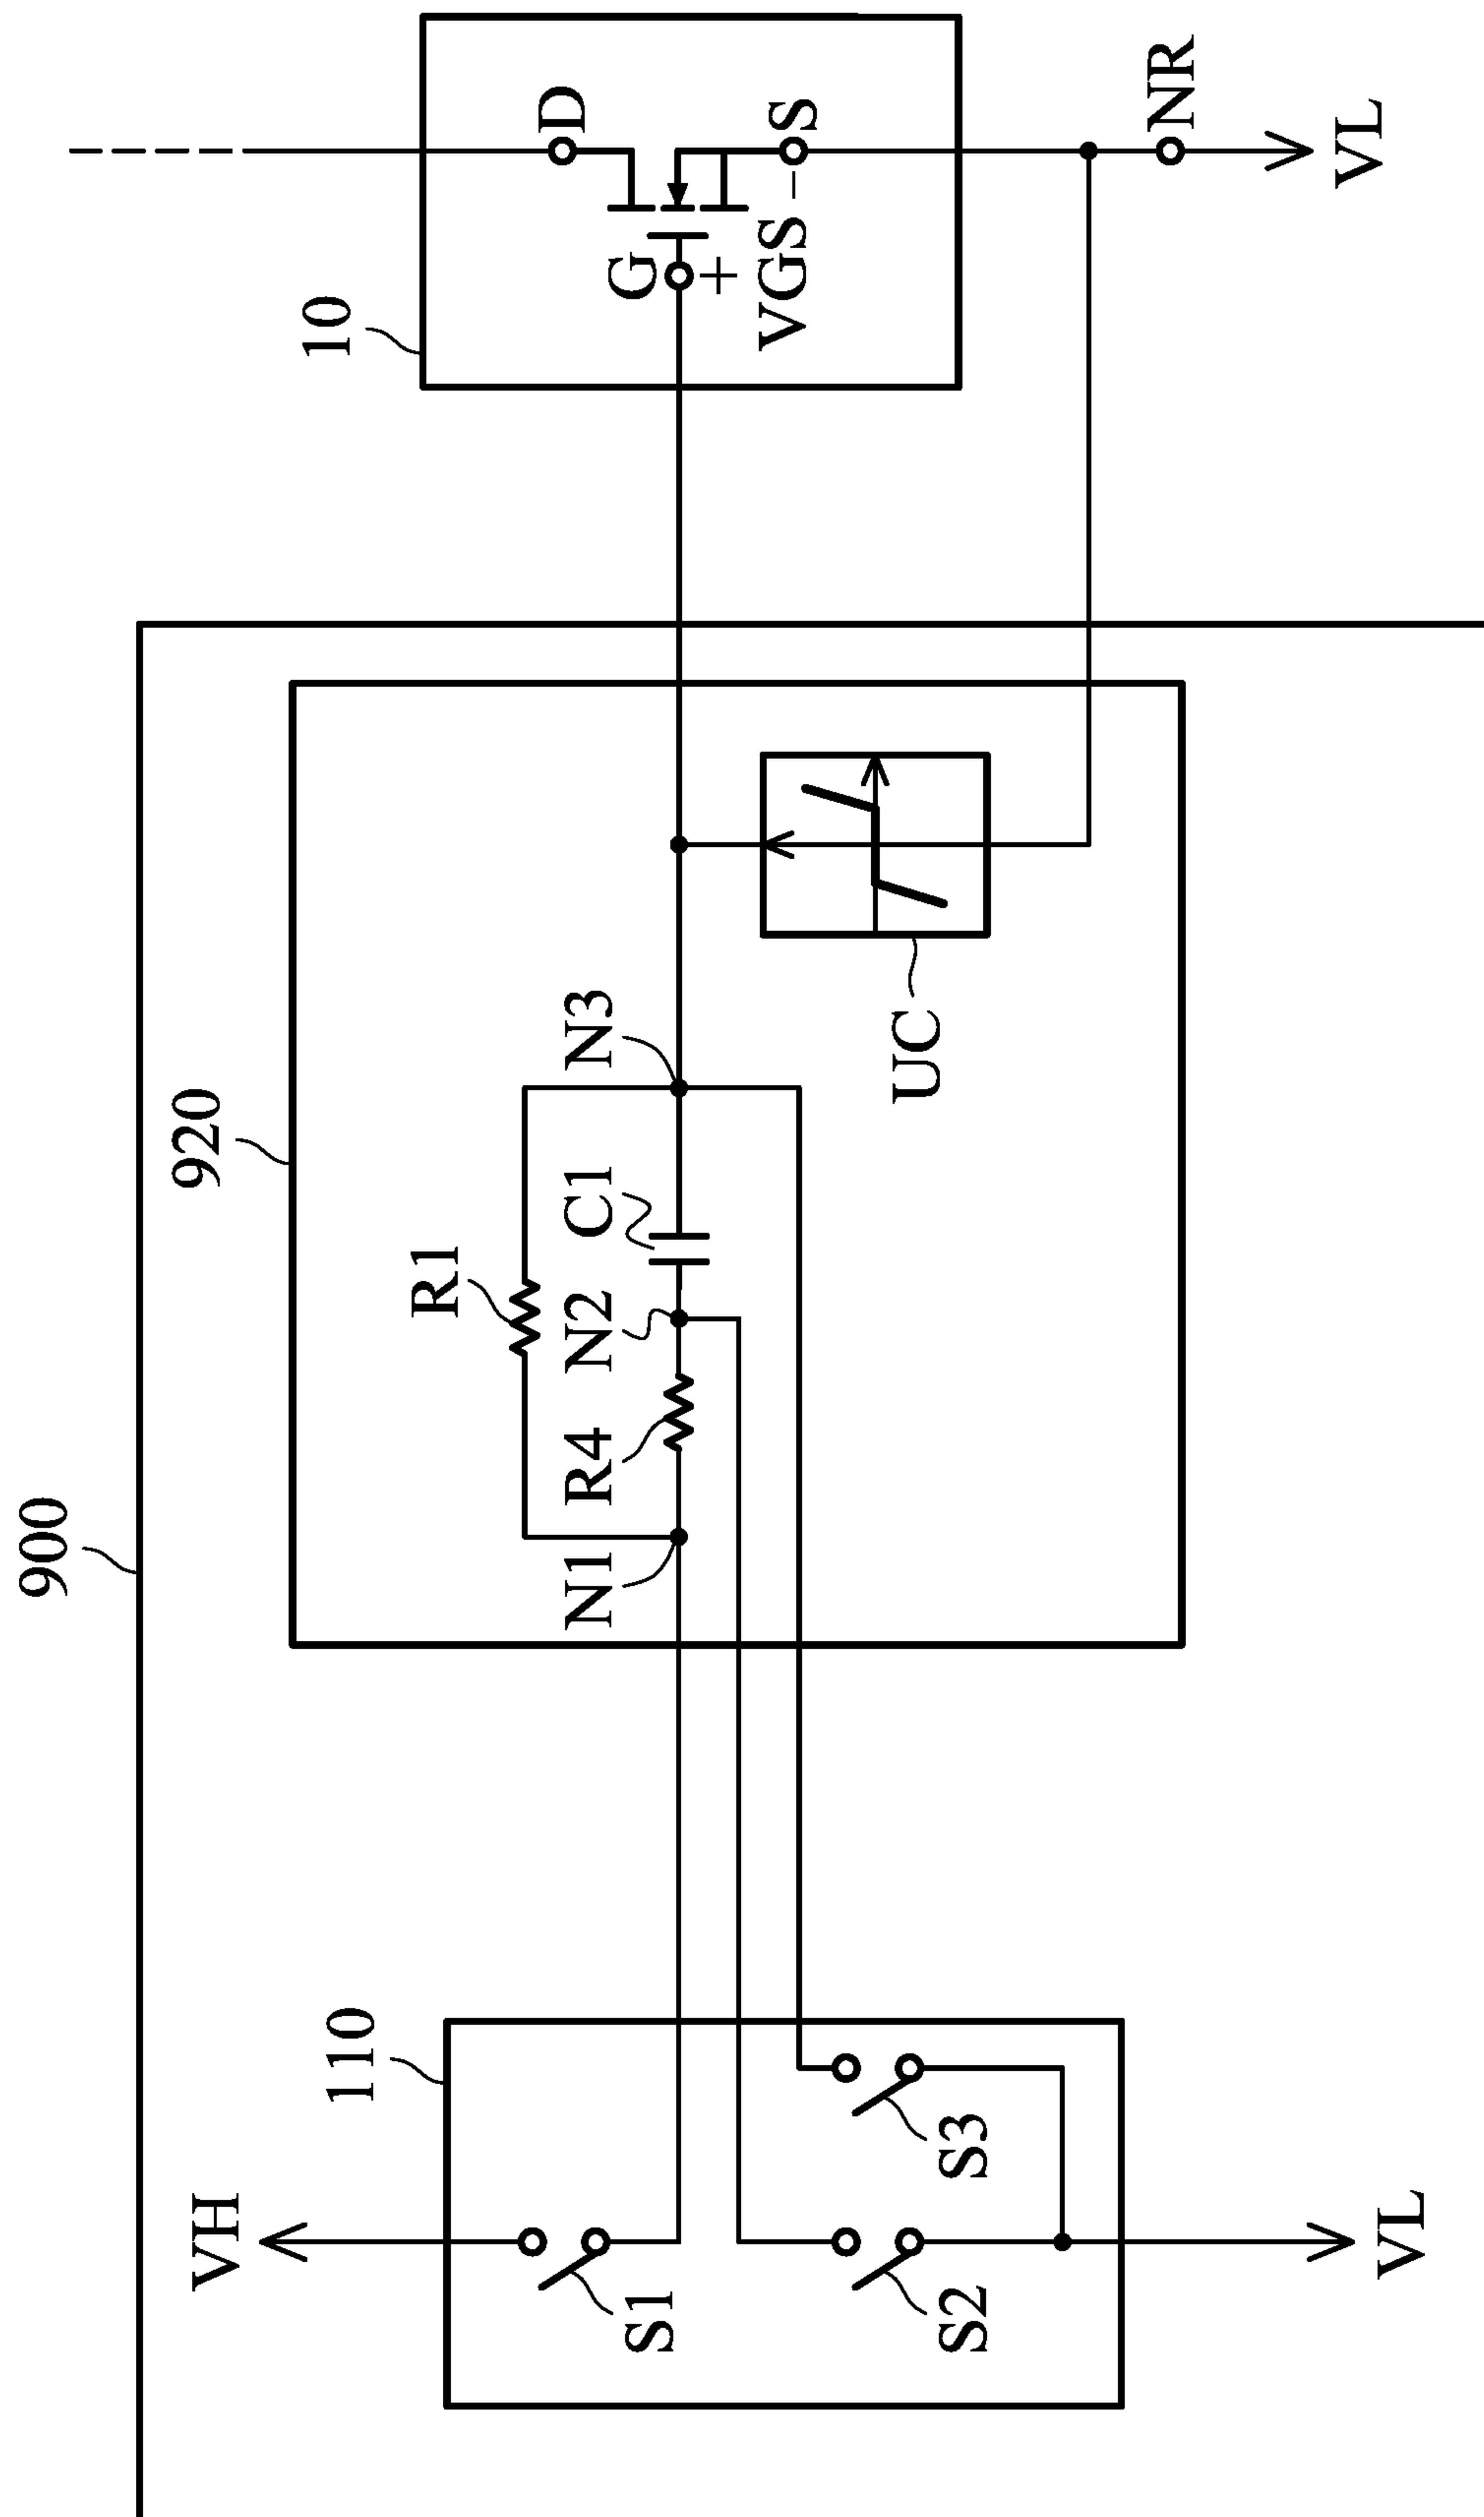 900
920
10
110
VH
R1
D
N1
R4
N2
C1
N3
G
+
S1
VGS
−
S
UC
S2
S3
NR
VL
VL